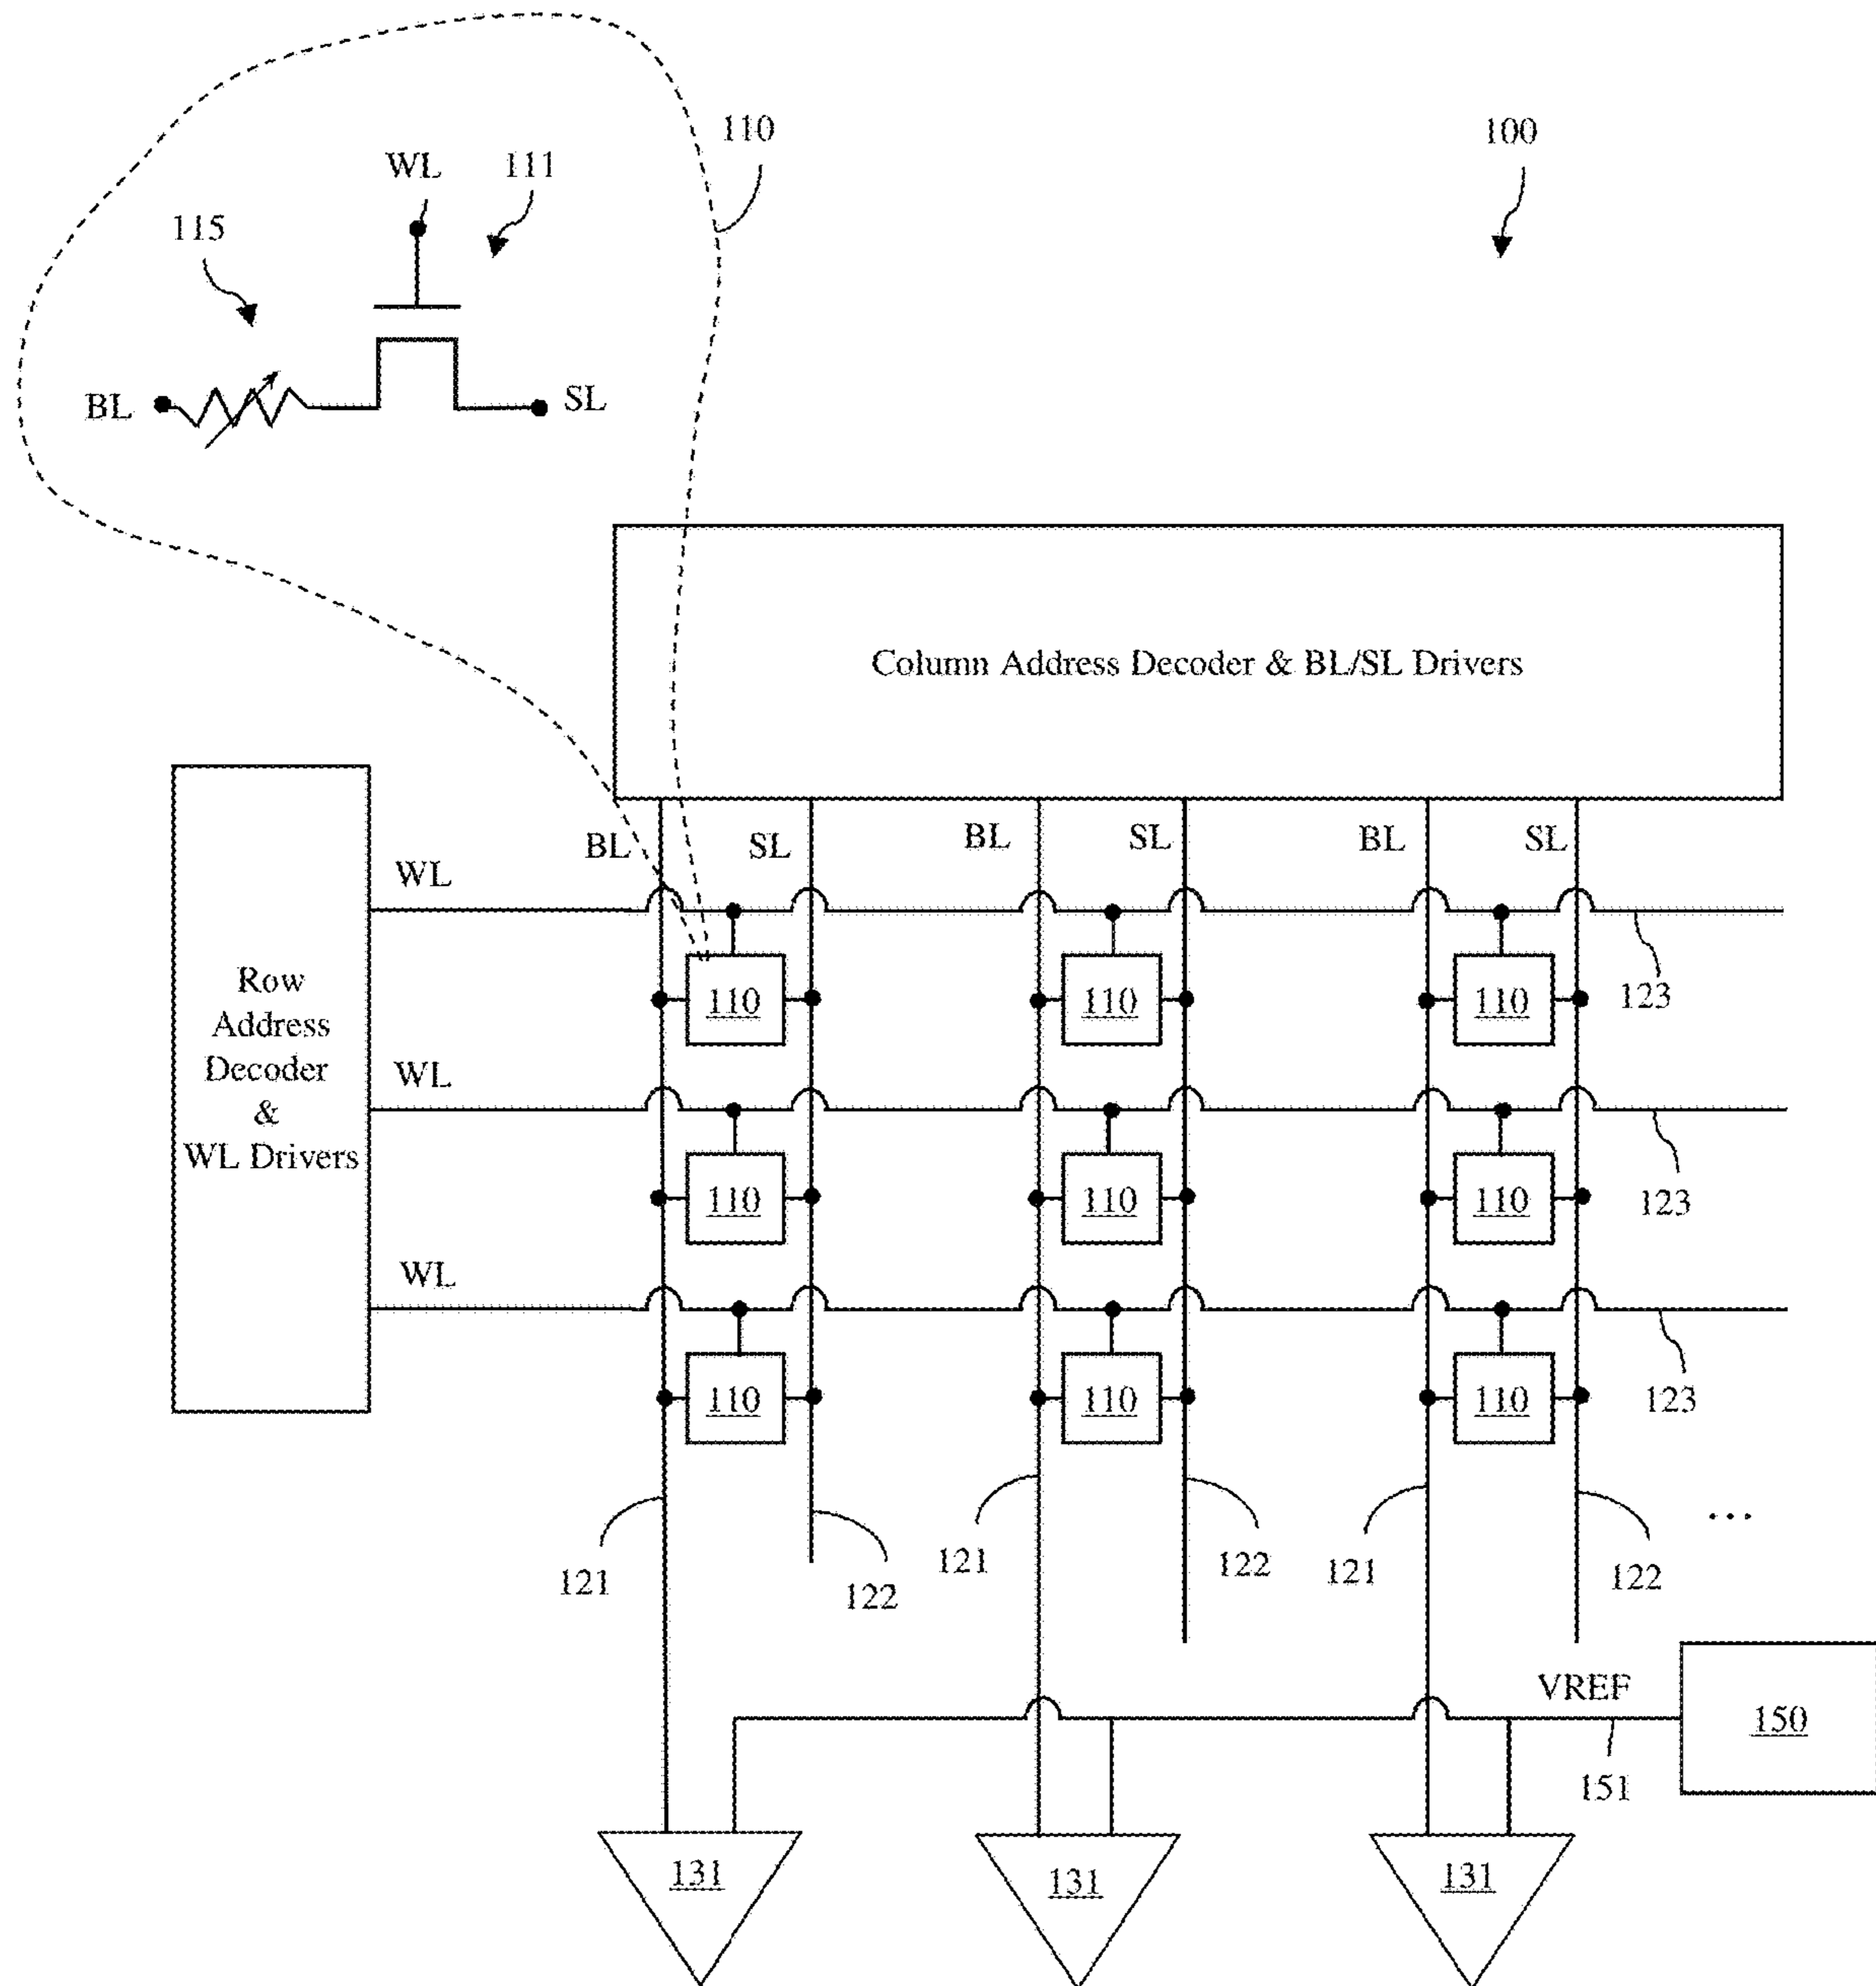 110
100
WL
111
115
BL
SL
Column Address Decoder & BL/SL Drivers
BL
SL
BL
SL
BL
SL
WL
Row
Address
Decoder
&
WL Drivers
110
110
110
123
WL
110
110
110
123
WL
110
110
110
123
...
121
122
121
122
121
122
VREF
150
151
131
131
131